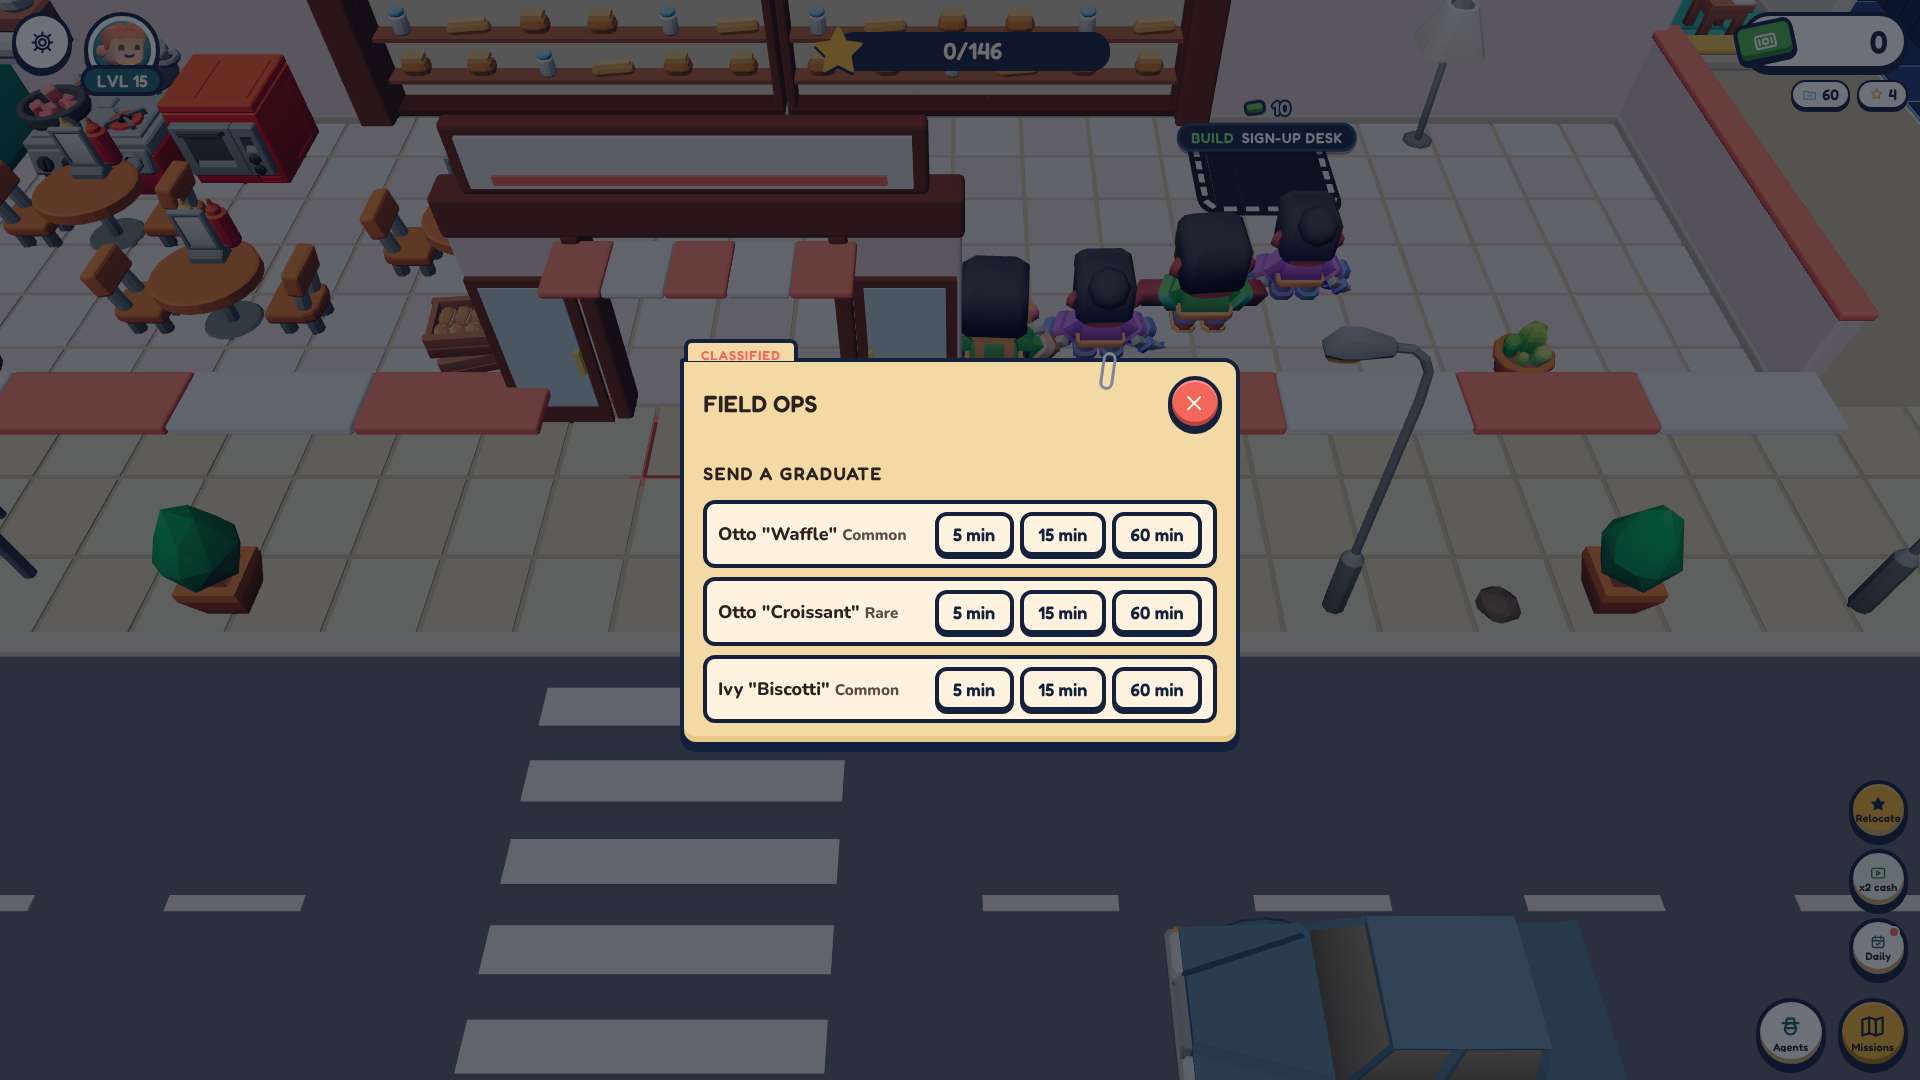 LVL 15
0/146
0
60
4
10
BUILD SIGN-UP DESK
CLASSIFIED
FIELD OPS
SEND A GRADUATE
Otto "Waffle" Common 5 min 15 min 60 min
Otto "Croissant" Rare 5 min 15 min 60 min
Ivy "Biscotti" Common 5 min 15 min 60 min
Relocate
x2 cash
Daily
Agents
Missions